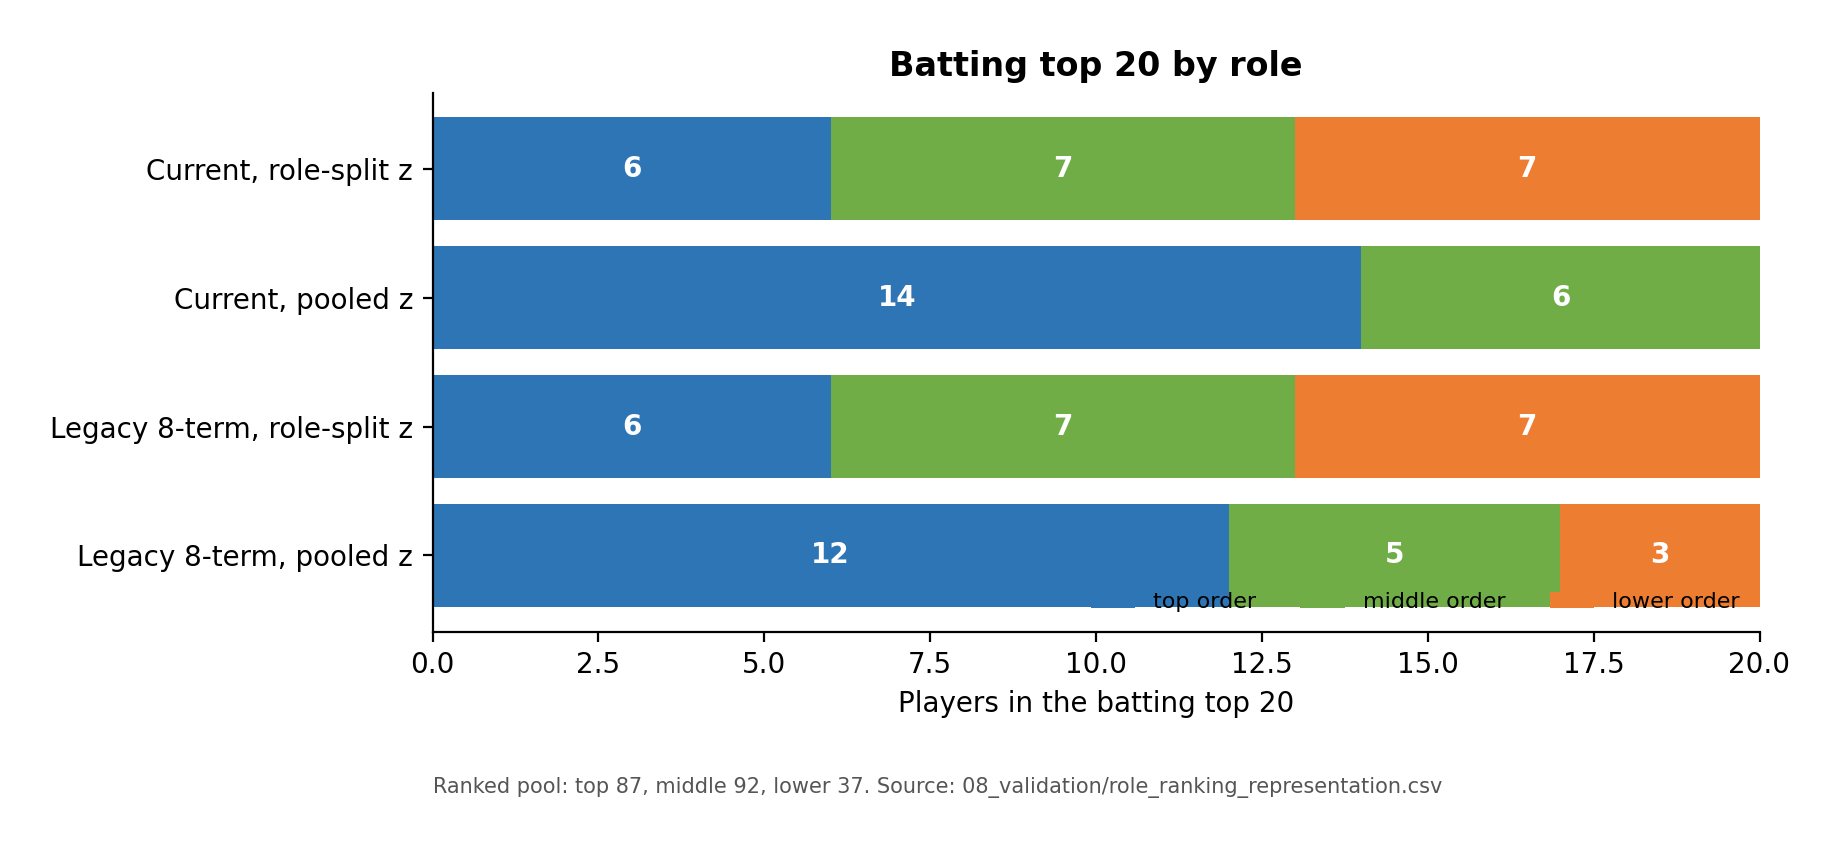 Batting top 20 by role
Current, role-split z
6 7 7
Current, pooled z
14 6
Legacy 8-term, role-split z
6 7 7
Legacy 8-term, pooled z
12 5 3
top order middle order lower order
0.0 2.5 5.0 7.5 10.0 12.5 15.0 17.5 20.0
Players in the batting top 20
Ranked pool: top 87, middle 92, lower 37. Source: 08_validation/role_ranking_representation.csv